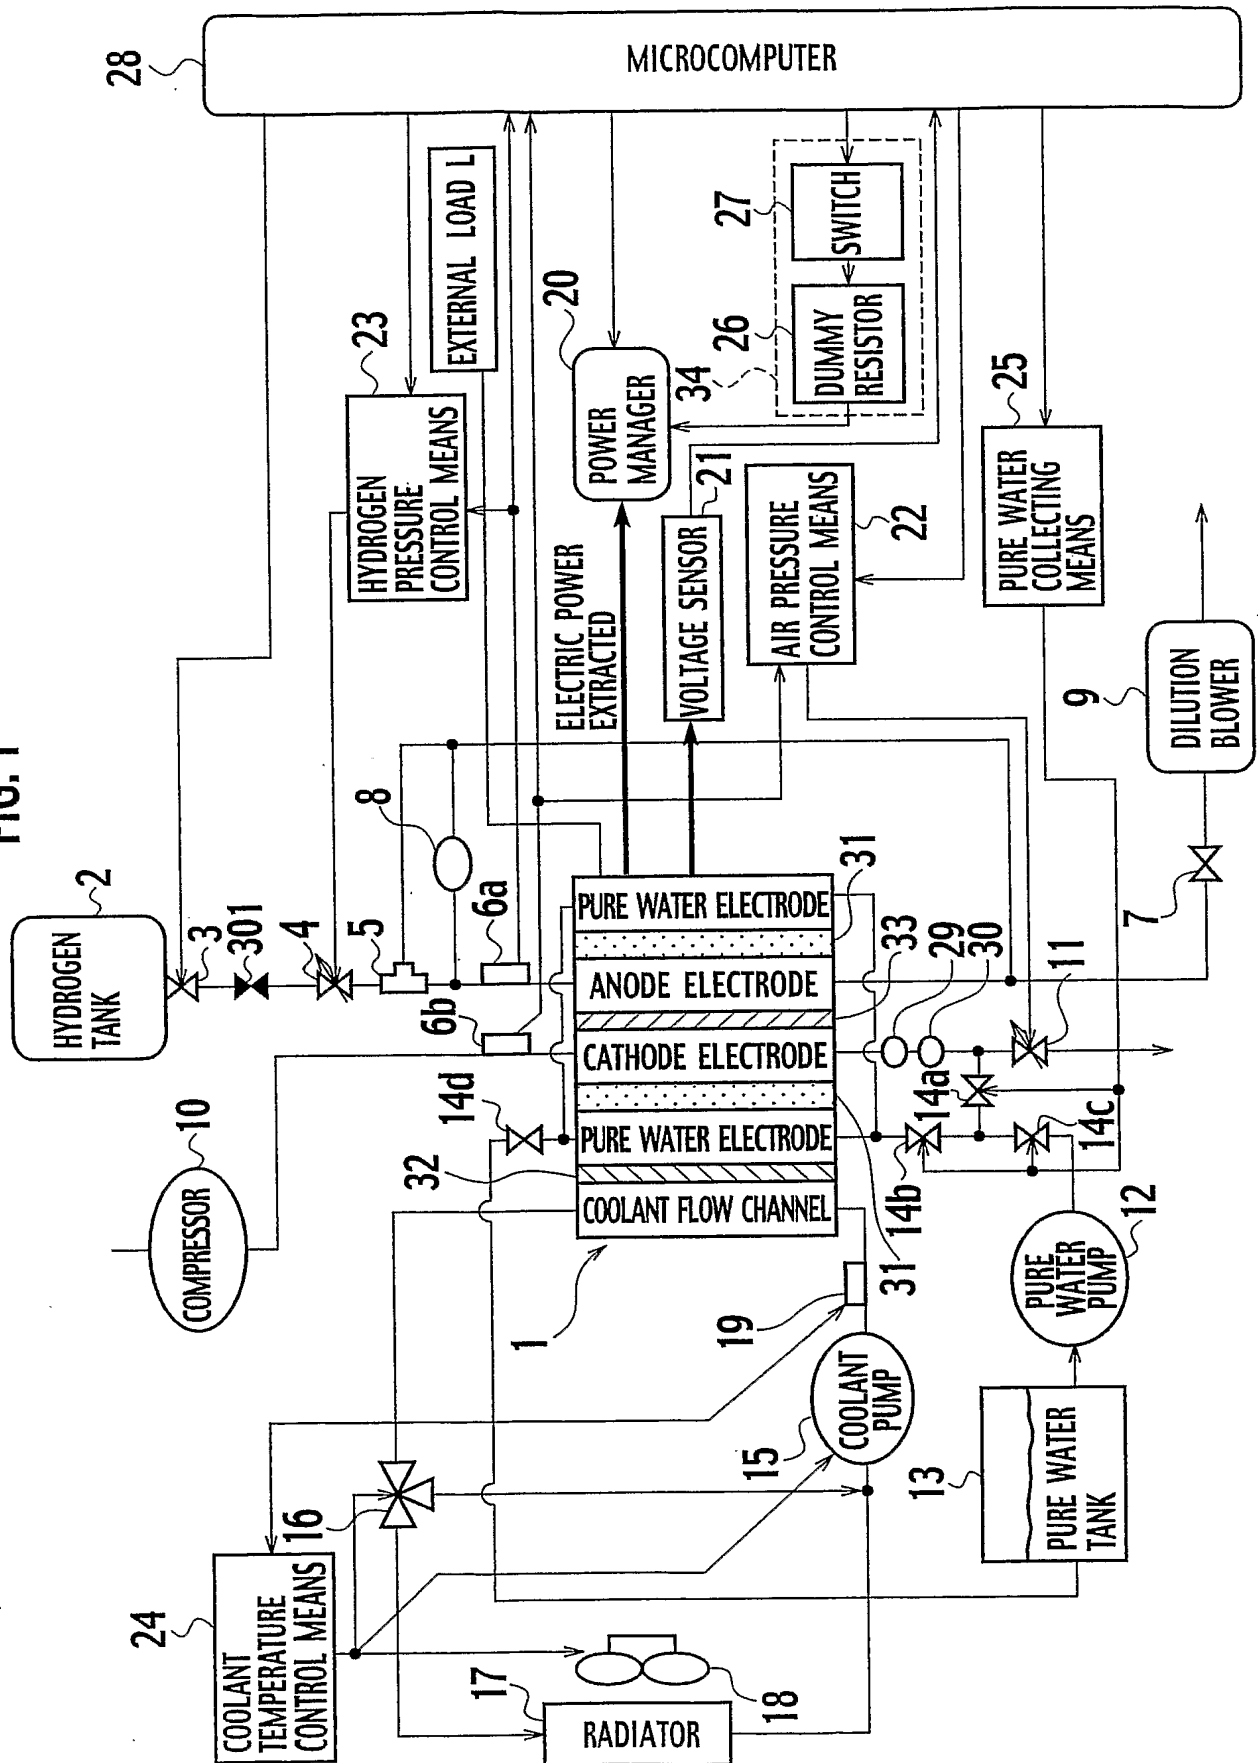 FIG. 1
HYDROGEN
TANK
2
28
MICROCOMPUTER
24
COOLANT
TEMPERATURE
CONTROL MEANS
COMPRESSOR
10
3
301
4
5
8
HYDROGEN
PRESSURE
CONTROL MEANS
23
EXTERNAL LOAD L
16
32
14d
6b
6a
17
18
RADIATOR
1
19
15
COOLANT
PUMP
PURE WATER ELECTRODE
ANODE ELECTRODE
CATHODE ELECTRODE
PURE WATER ELECTRODE
COOLANT FLOW CHANNEL
31
33
29
30
11
31
ELECTRIC POWER
EXTRACTED
POWER
MANAGER
20
VOLTAGE SENSOR
21
34
26
DUMMY
RESISTOR
27
SWITCH
AIR PRESSURE
CONTROL MEANS
22
14b
14a
14c
13
PURE WATER
TANK
PURE
WATER
PUMP
12
PURE WATER
COLLECTING
MEANS
25
7
9
DILUTION
BLOWER